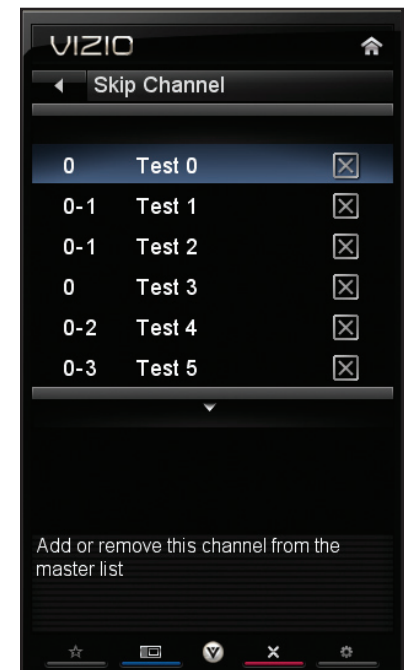 VIZIO
Skip Channel
0 Test 0
0-1 Test 1
0-1 Test 2
0 Test 3
0-2 Test 4
0-3 Test 5
Add or remove this channel from the
master list